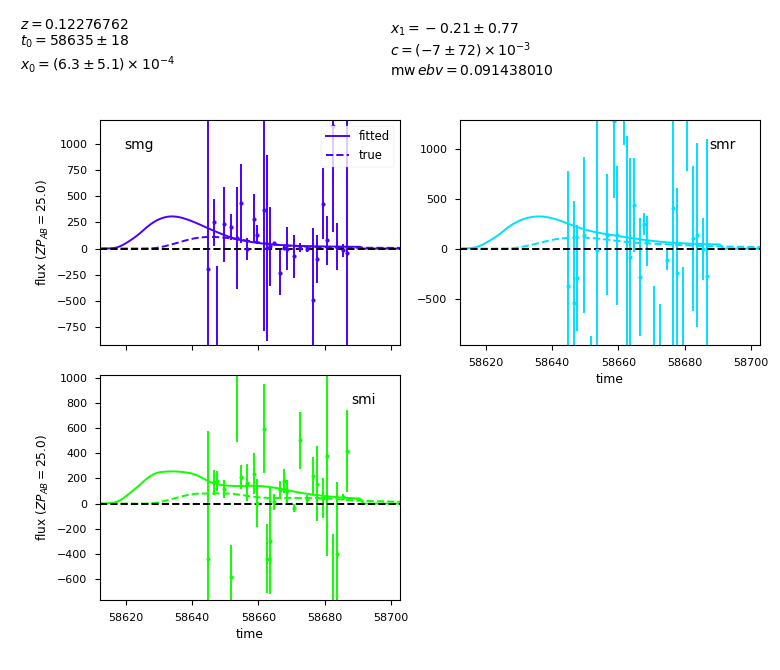 z = 0.12276762
t₀ = 58635 ± 18
x₀ = (6.3 ± 5.1) × 10⁻⁴
x₁ = −0.21 ± 0.77
c = (−7 ± 72) × 10⁻³
mw ebv = 0.091438010
smg
fitted
true
1000
750
500
250
0
−250
−500
−750
flux (ZP_AB = 25.0)
smr
1000
500
0
−500
58620 58640 58660 58680 58700
time
smi
1000
800
600
400
200
0
−200
−400
−600
flux (ZP_AB = 25.0)
58620 58640 58660 58680 58700
time